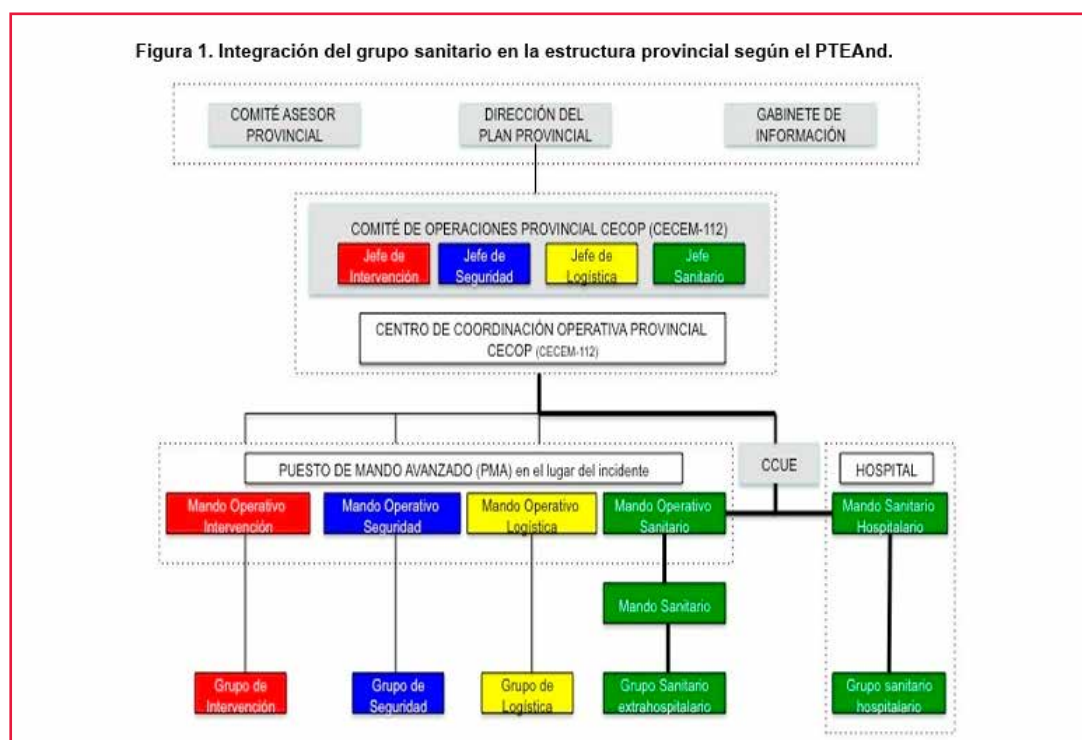 Figura 1. Integración del grupo sanitario en la estructura provincial según el PTEAnd.
COMITÉ ASESOR
PROVINCIAL
DIRECCIÓN DEL
PLAN PROVINCIAL
GABINETE DE
INFORMACIÓN
COMITÉ DE OPERACIONES PROVINCIAL CECOP (CECEM-112)
Jefe de
Intervención
Jefe de
Seguridad
Jefe de
Logística
Jefe
Sanitario
CENTRO DE COORDINACIÓN OPERATIVA PROVINCIAL
CECOP (CECEM-112)
PUESTO DE MANDO AVANZADO (PMA) en el lugar del incidente
CCUE
HOSPITAL
Mando Operativo
Intervención
Mando Operativo
Seguridad
Mando Operativo
Logística
Mando Operativo
Sanitario
Mando Sanitario
Hospitalario
Mando Sanitario
Grupo de
Intervención
Grupo de
Seguridad
Grupo de
Logística
Grupo Sanitario
extrahospitalario
Grupo sanitario
hospitalario